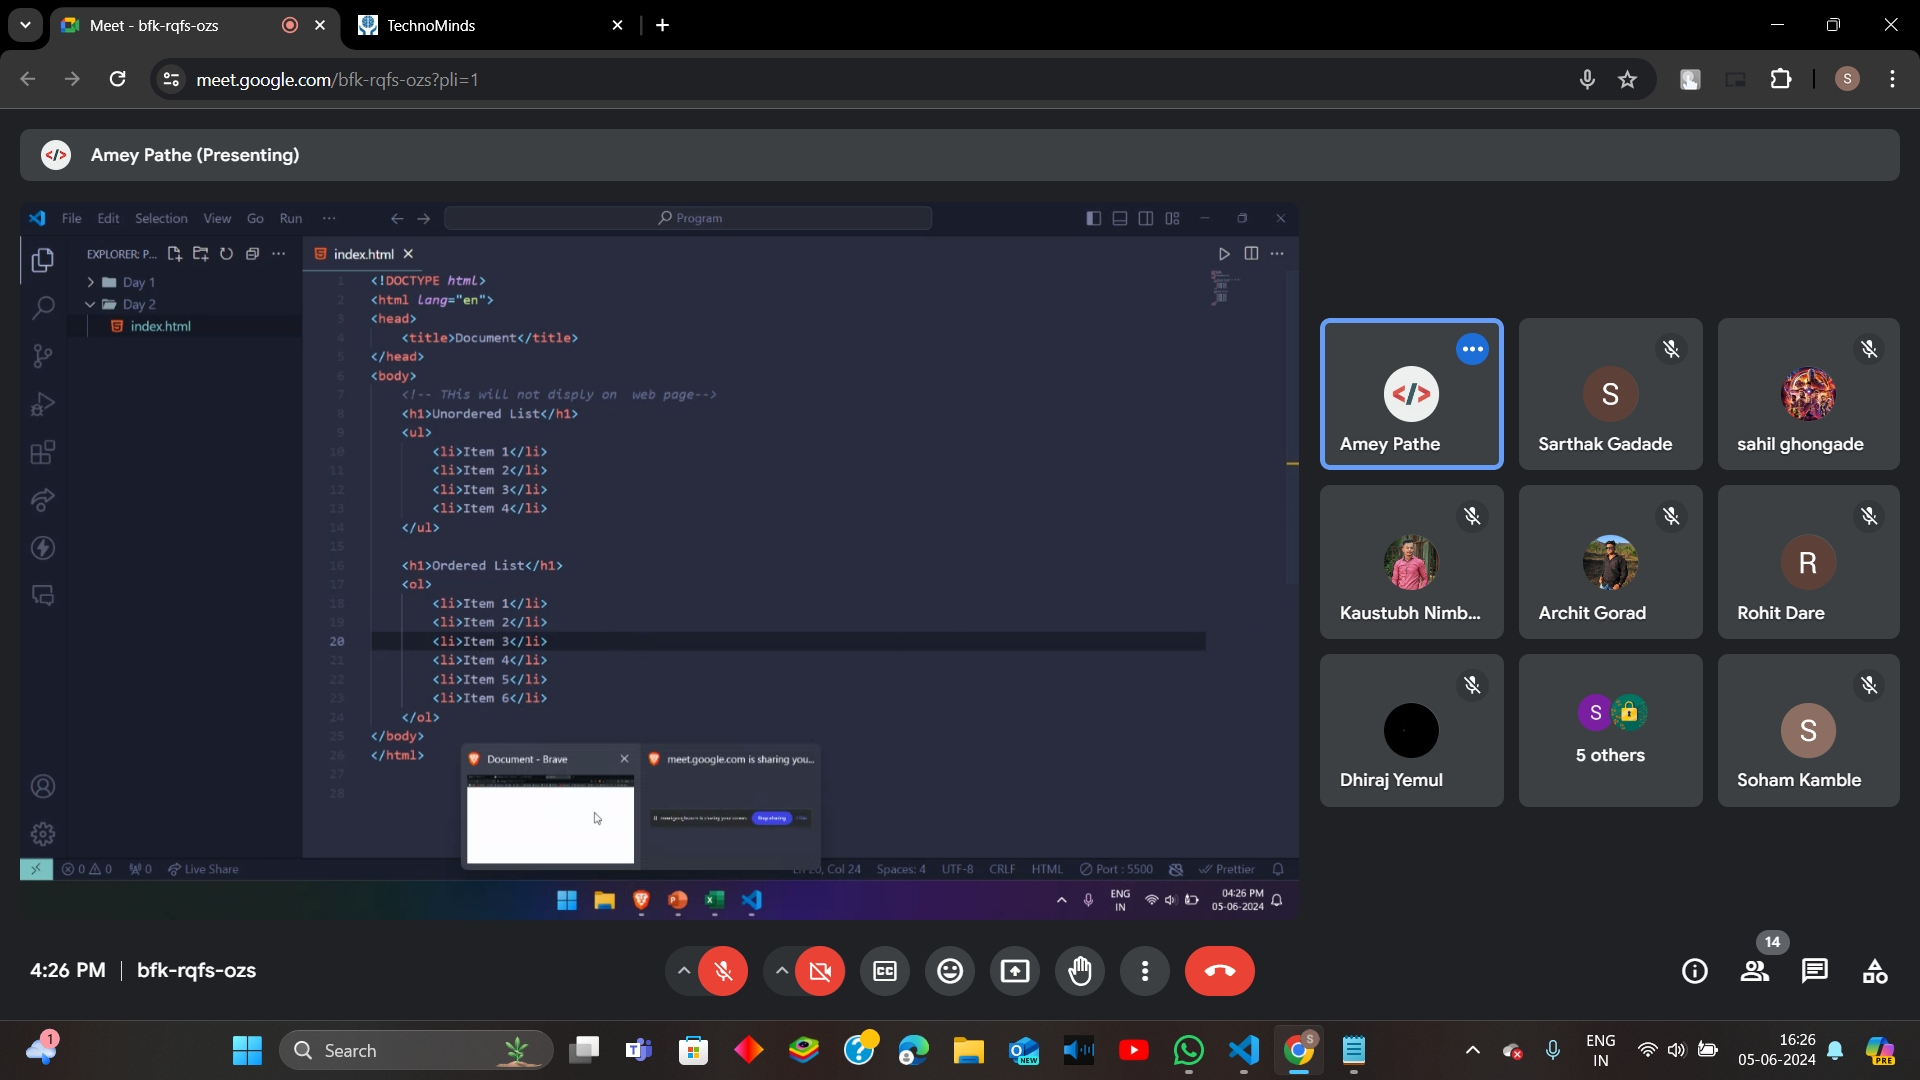 Meet - bfk-rqfs-ozs
TechnoMinds
meet.google.com/bfk-rqfs-ozs?pli=1
S
Amey Pathe (Presenting)
File Edit Selection View Go Run
Program
EXPLORER: P...
index.html
Day 1
Day 2
index.html
1 <!DOCTYPE html>
2 <html lang="en">
3 <head>
4 <title>Document</title>
5 </head>
6 <body>
7 <!-- THis will not disply on web page-->
8 <h1>Unordered List</h1>
9 <ul>
10 <li>Item 1</li>
11 <li>Item 2</li>
12 <li>Item 3</li>
13 <li>Item 4</li>
14 </ul>
15
16 <h1>Ordered List</h1>
17 <ol>
18 <li>Item 1</li>
19 <li>Item 2</li>
20 <li>Item 3</li>
21 <li>Item 4</li>
22 <li>Item 5</li>
23 <li>Item 6</li>
24 </ol>
25 </body>
26 </html>
27
28
Document - Brave
meet.google.com is sharing you...
Stop sharing
0 0 0 Live Share
Col 24 Spaces: 4 UTF-8 CRLF HTML Port : 5500 Prettier
ENG
IN
04:26 PM
05-06-2024
Amey Pathe
S
Sarthak Gadade
sahil ghongade
Kaustubh Nimb...
Archit Gorad
R
Rohit Dare
Dhiraj Yemul
S
5 others
S
Soham Kamble
4:26 PM | bfk-rqfs-ozs
14
1
Search
NEW
S
ENG
IN
16:26
05-06-2024
PRE